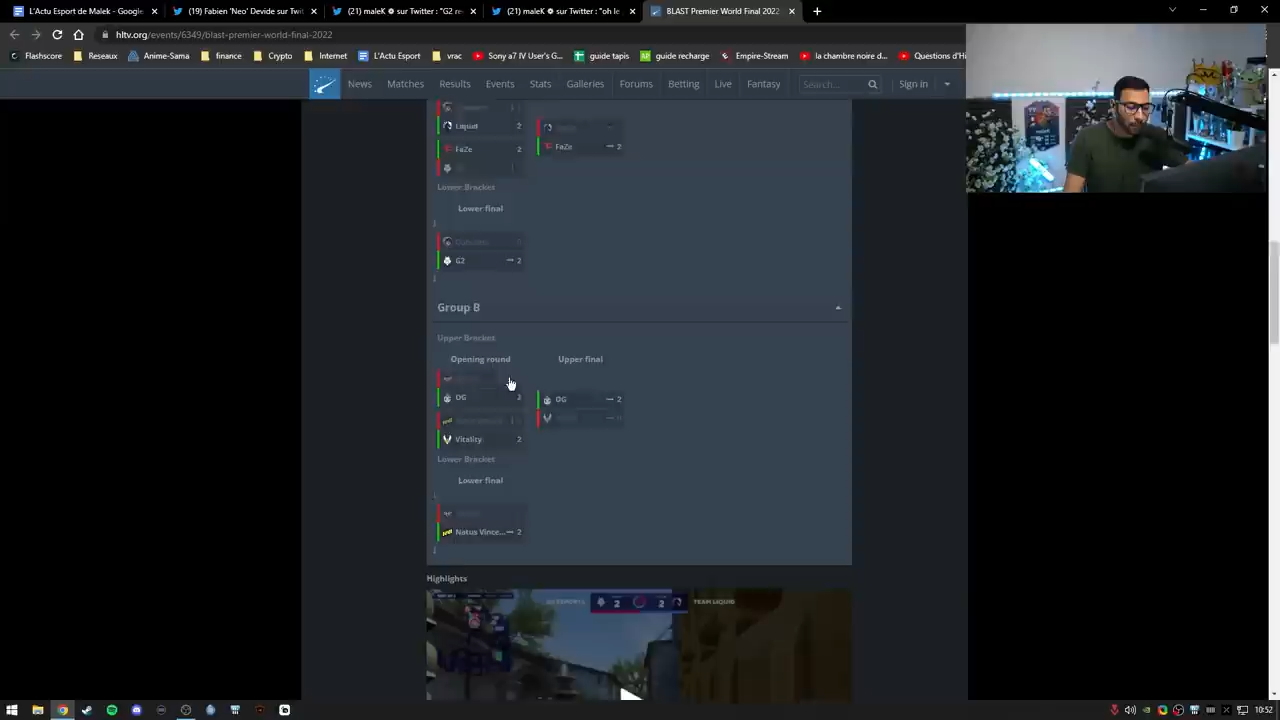 L'Actu Esport de Malek - Google
(19) Fabien 'Neo' Devide sur Twit
(21) maleK sur Twitter : "G2 re
(21) maleK sur Twitter : "oh le
BLAST Premier World Final 2022
hltv.org/events/6349/blast-premier-world-final-2022
Flashscore
Reseaux
Anime-Sama
finance
Crypto
Internet
L'Actu Esport
vrac
Sony a7 IV User's G...
guide tapis
guide recharge
Empire-Stream
la chambre noire d...
Questions d'H
News
Matches
Results
Events
Stats
Galleries
Forums
Betting
Live
Fantasy
Search...
Sign in
Liquid 2
FaZe 2
FaZe 2
Lower Bracket
Lower final
G2 2
Group B
Upper Bracket
Opening round
Upper final
OG
OG 2
Vitality 2
Lower Bracket
Lower final
Natus Vince... 2
Highlights
2
2
TEAM LIQUID
10:52